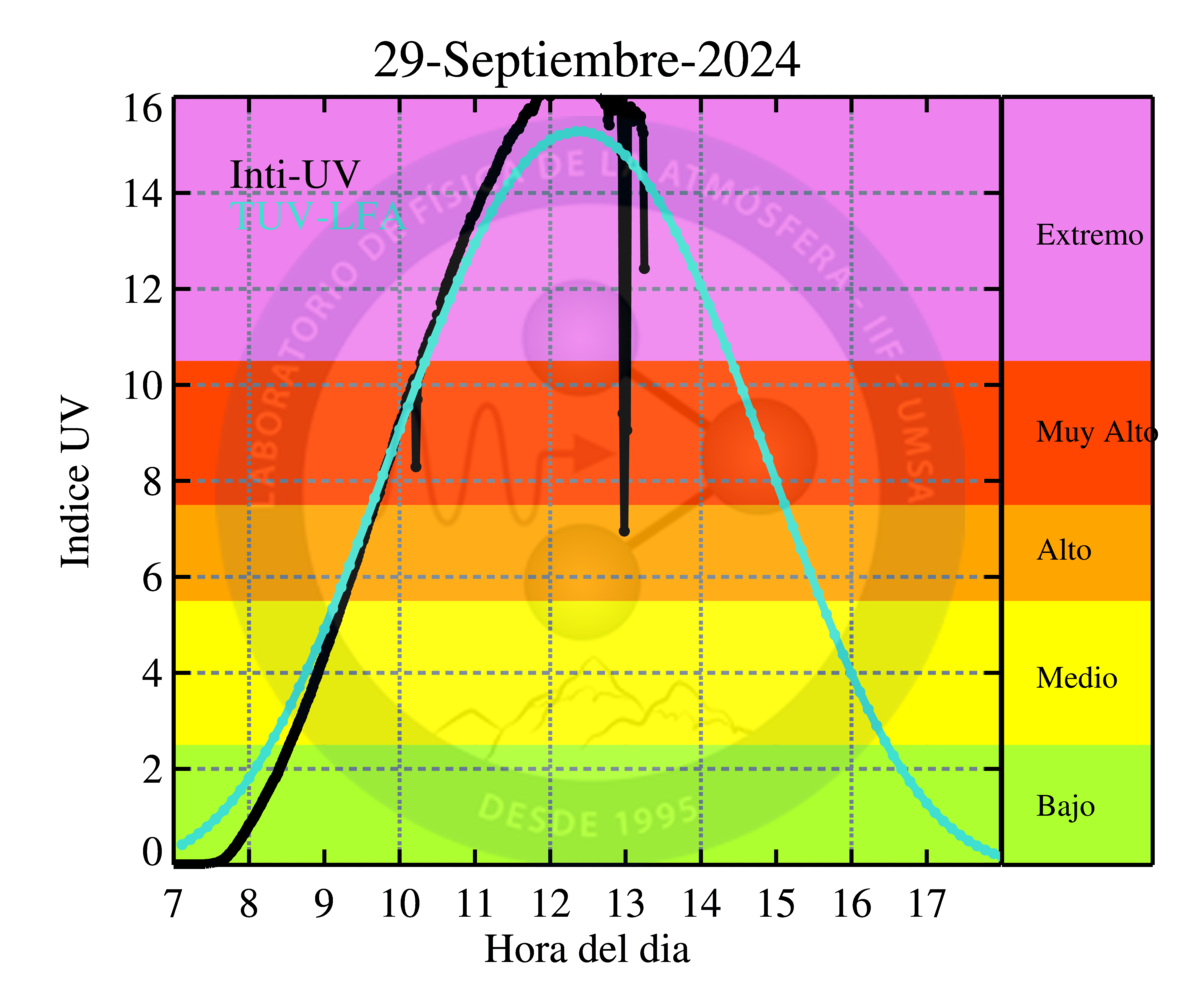 29-Septiembre-2024
Inti-UV
TUV-LFA
LABORATORIO DE FÍSICA DE LA ATMÓSFERA - IIF - UMSA
DESDE 1995
Indice UV
16
14
12
10
8
6
4
2
0
Extremo
Muy Alto
Alto
Medio
Bajo
7 8 9 10 11 12 13 14 15 16 17
Hora del dia